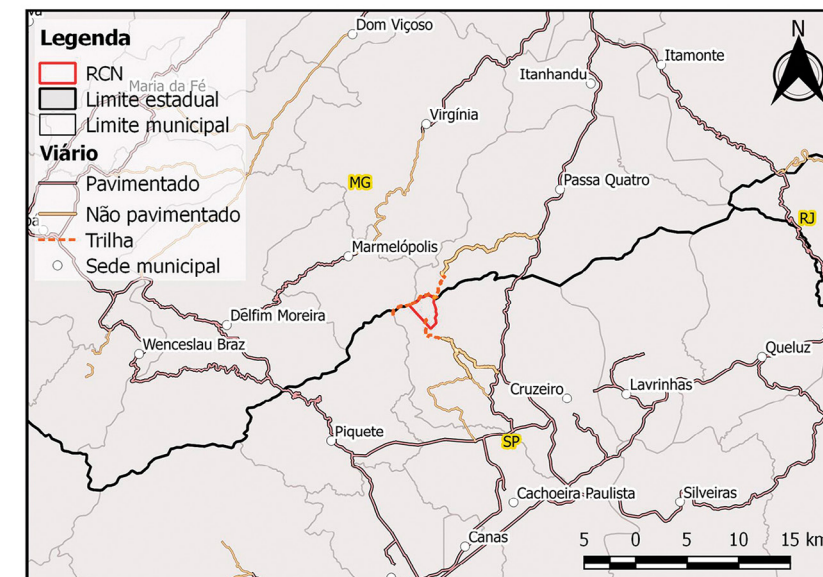 Legenda
RCN
Limite estadual
Limite municipal
Viário
Pavimentado
Não pavimentado
Trilha
Sede municipal
Maria da Fé
Dom Viçoso
Itamonte
Itanhandu
N
Virgínia
MG
Passa Quatro
RJ
Marmelópolis
Delfim Moreira
Wenceslau Braz
Queluz
Cruzeiro
Lavrinhas
Piquete
SP
Cachoeira Paulista
Silveiras
Canas
5 0 5 10 15 km